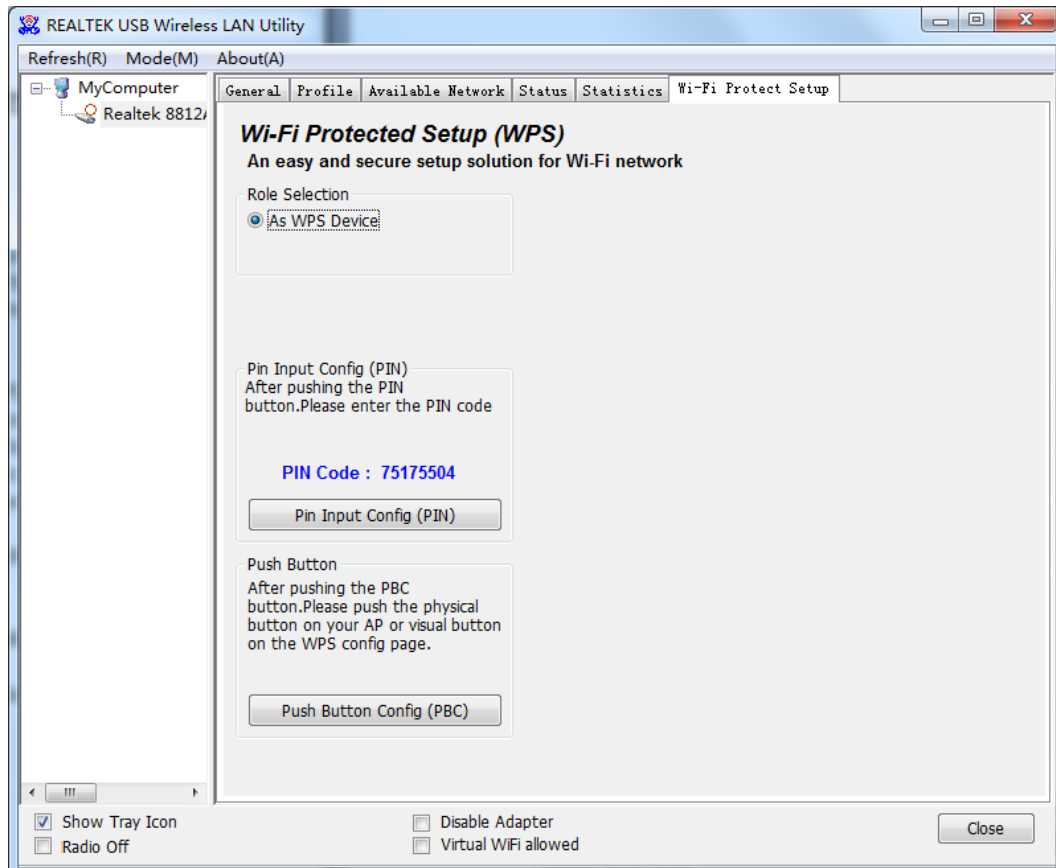 REALTEK USB Wireless LAN Utility
Refresh(R) Mode(M) About(A)
MyComputer
Realtek 8812A
General Profile Available Network Status Statistics Wi-Fi Protect Setup
Wi-Fi Protected Setup (WPS)
An easy and secure setup solution for Wi-Fi network
Role Selection
As WPS Device
Pin Input Config (PIN)
After pushing the PIN
button.Please enter the PIN code
PIN Code : 75175504
Pin Input Config (PIN)
Push Button
After pushing the PBC
button.Please push the physical
button on your AP or visual button
on the WPS config page.
Push Button Config (PBC)
Show Tray Icon
Radio Off
Disable Adapter
Virtual WiFi allowed
Close